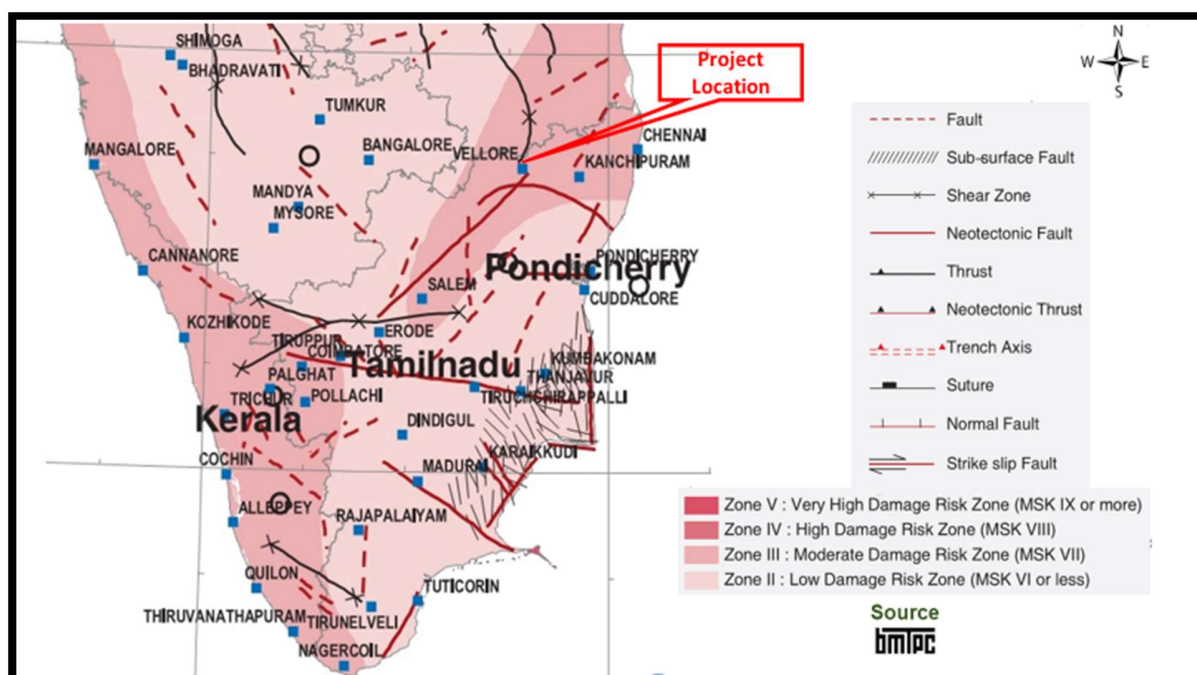 SHIMOGA
BHADRAVATI
TUMKUR
MANGALORE
BANGALORE
VELLORE
CHENNAI
KANCHIPURAM
MANDYA
MYSORE
CANNANORE
PONDICHERRY
Pondicherry
SALEM
CUDDALORE
KOZHIKODE
ERODE
TIRUPPUR
COIMBATORE
Tamilnadu
KUMBAKONAM
THANJAVUR
PALGHAT
TIRUCHSHIRAPPALLI
TRICHUR
POLLACHI
Kerala
DINDIGUL
COCHIN
MADURAI
KARAIKKUDI
ALLEPPEY
RAJAPALAIYAM
QUILON
TUTICORIN
THIRUVANATHAPURAM
TIRUNELVELI
NAGERCOIL
Project
Location
N
W
E
S
Fault
Sub-surface Fault
Shear Zone
Neotectonic Fault
Thrust
Neotectonic Thrust
Trench Axis
Suture
Normal Fault
Strike slip Fault
Zone V : Very High Damage Risk Zone (MSK IX or more)
Zone IV : High Damage Risk Zone (MSK VIII)
Zone III : Moderate Damage Risk Zone (MSK VII)
Zone II : Low Damage Risk Zone (MSK VI or less)
Source
bmTPC